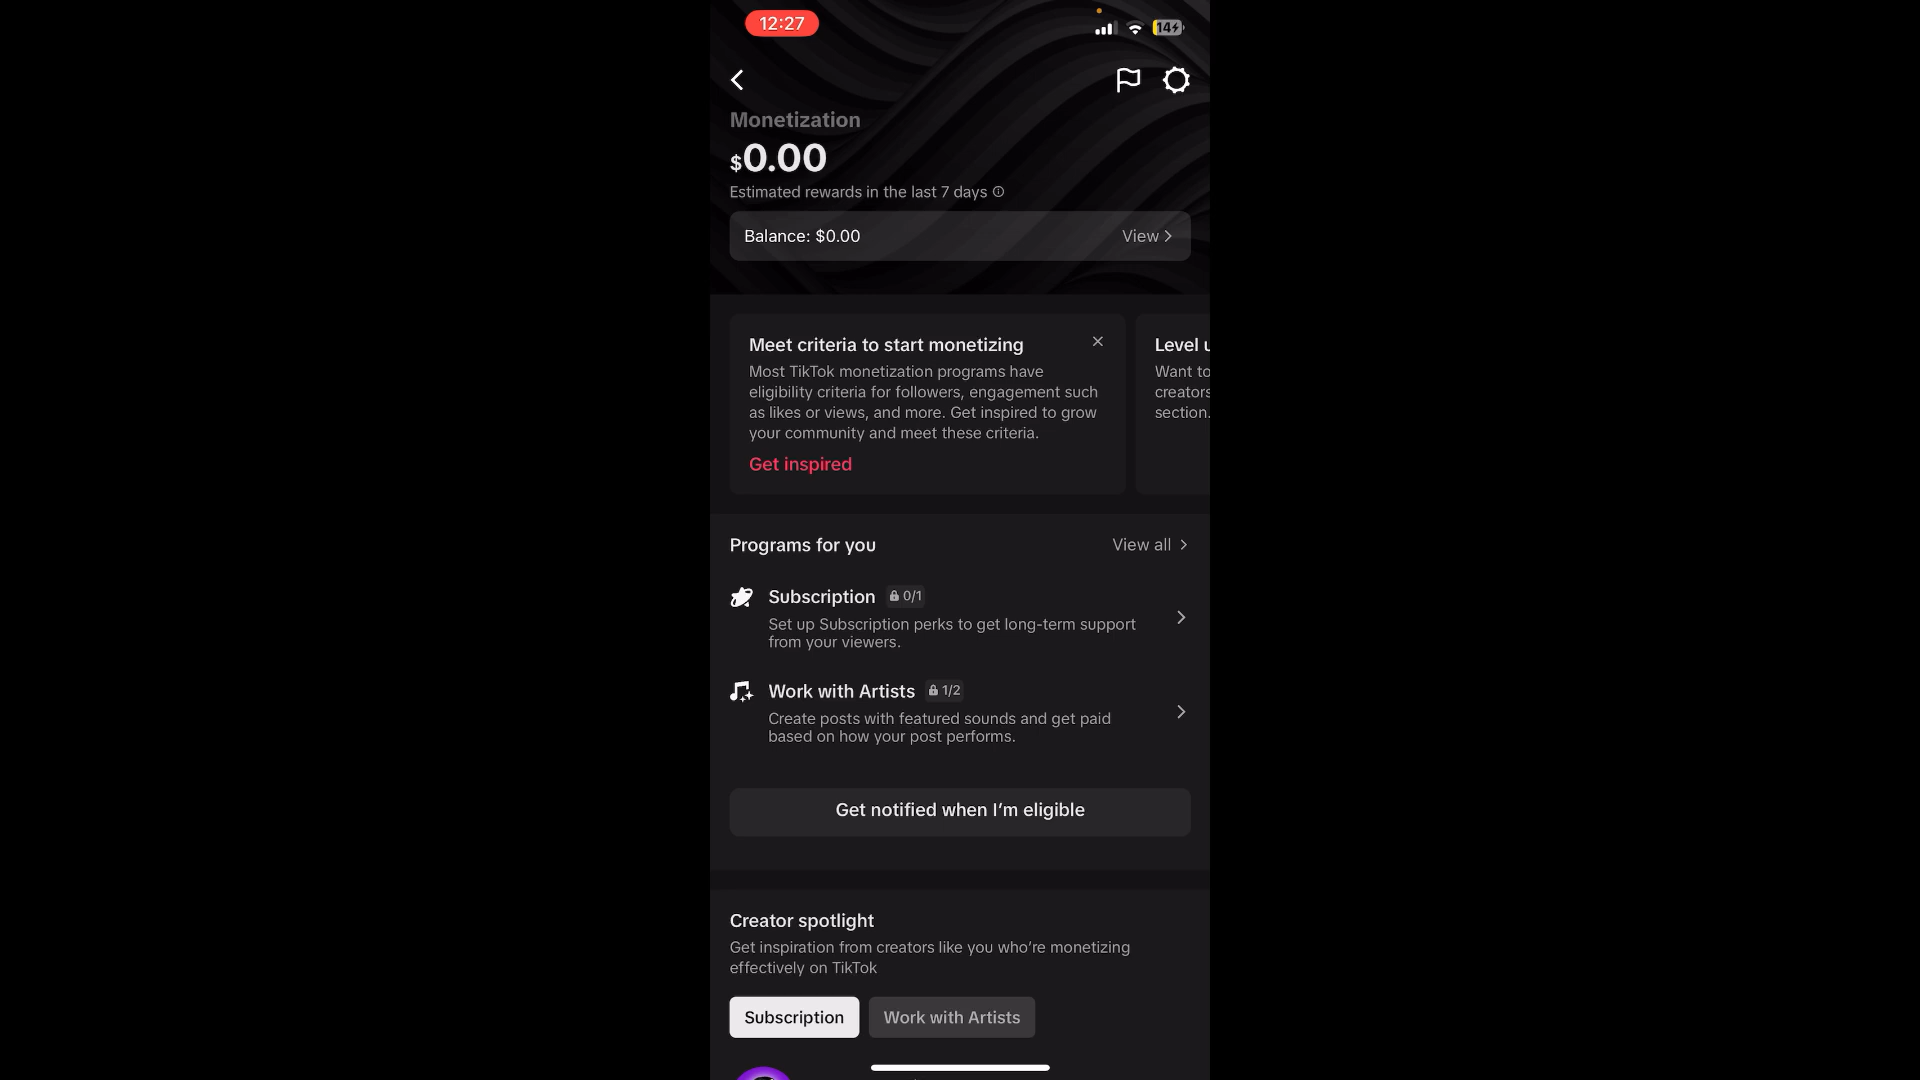 12:27
14
Monetization
$0.00
Estimated rewards in the last 7 days
Balance: $0.00
View
Meet criteria to start monetizing
Most TikTok monetization programs have
eligibility criteria for followers, engagement such
as likes or views, and more. Get inspired to grow
your community and meet these criteria.
Get inspired
Level
Want to
creators
section.
Programs for you
View all
Subscription 0/1
Set up Subscription perks to get long-term support
from your viewers.
Work with Artists 1/2
Create posts with featured sounds and get paid
based on how your post performs.
Get notified when I’m eligible
Creator spotlight
Get inspiration from creators like you who’re monetizing
effectively on TikTok
Subscription
Work with Artists